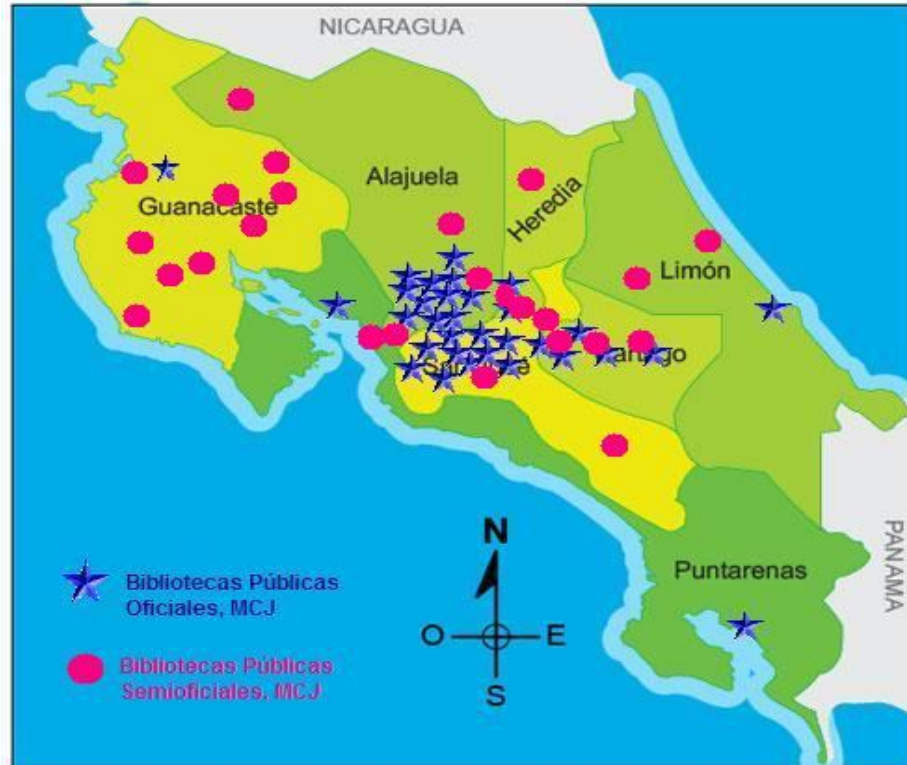 NICARAGUA
Alajuela
Heredia
Guanacaste
Limón
PANAMA
Puntarenas
N
O E
S
Bibliotecas Públicas
Oficiales, MCJ
Bibliotecas Públicas
Semioficiales, MCJ